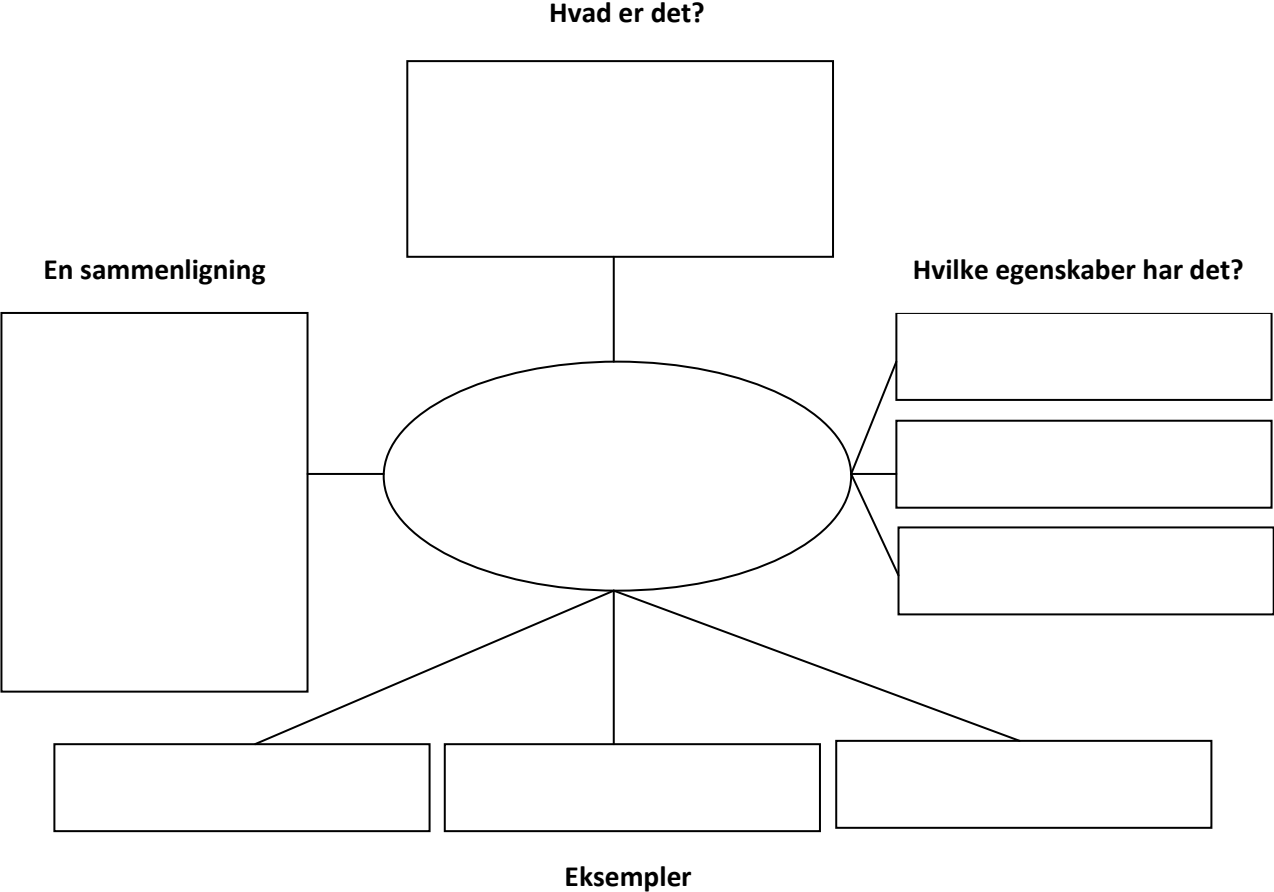 Hvad er det?
En sammenligning
Hvilke egenskaber har det?
Eksempler